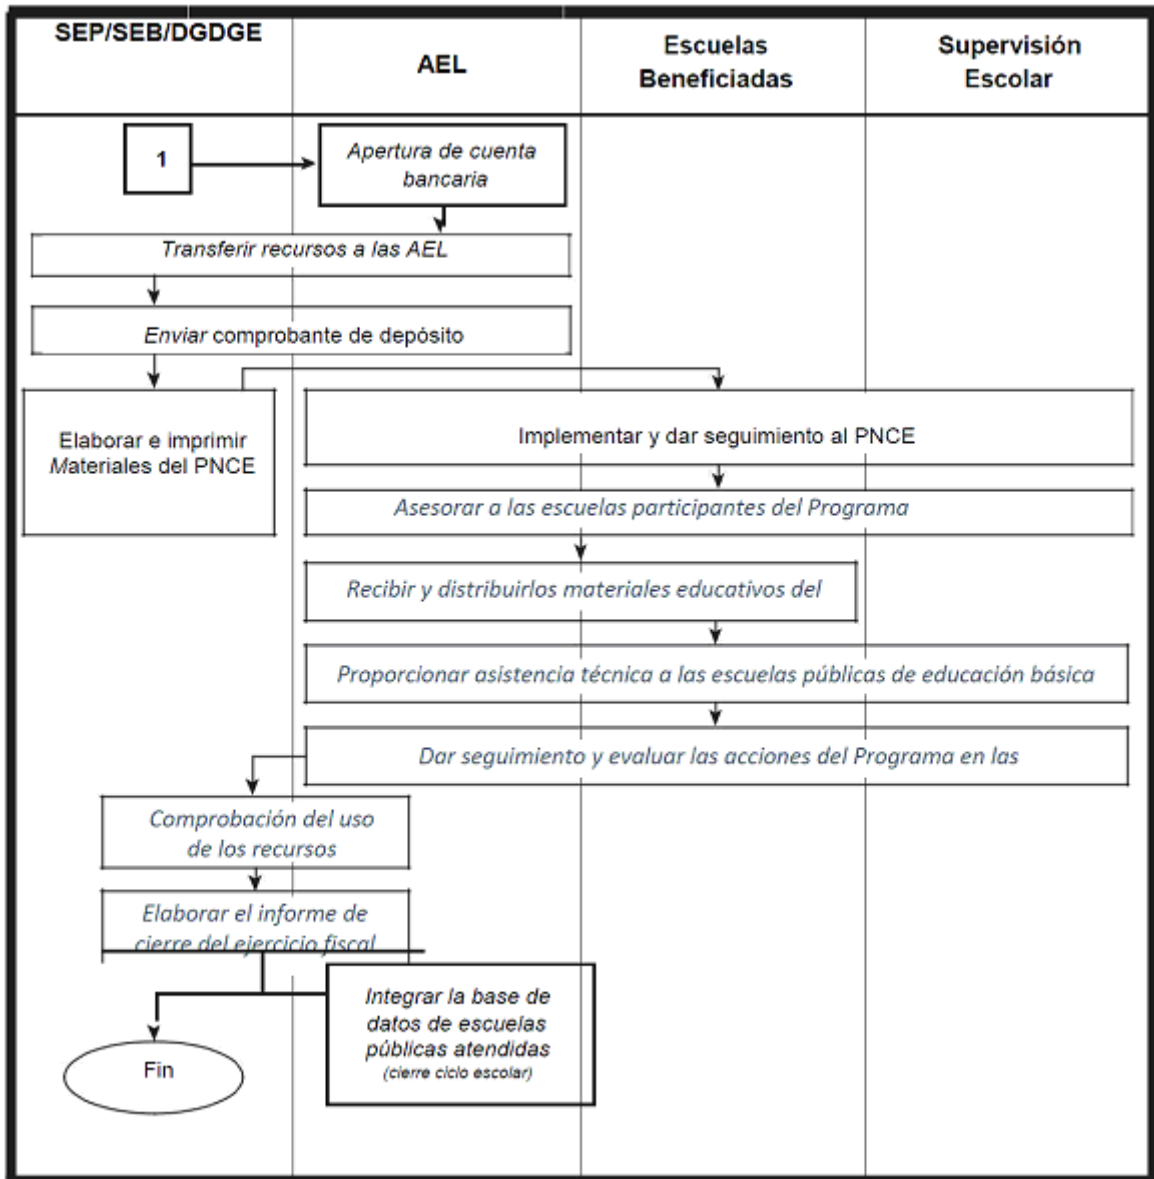 SEP/SEB/DGDGE
AEL
Escuelas
Beneficiadas
Supervisión
Escolar
1
Apertura de cuenta
bancaria
Transferir recursos a las AEL
Enviar comprobante de depósito
Elaborar e imprimir
Materiales del PNCE
Implementar y dar seguimiento al PNCE
Asesorar a las escuelas participantes del Programa
Recibir y distribuirlos materiales educativos del
Proporcionar asistencia técnica a las escuelas públicas de educación básica
Dar seguimiento y evaluar las acciones del Programa en las
Comprobación del uso
de los recursos
Elaborar el informe de
cierre del ejercicio fiscal
Integrar la base de
datos de escuelas
públicas atendidas
(cierre ciclo escolar)
Fin